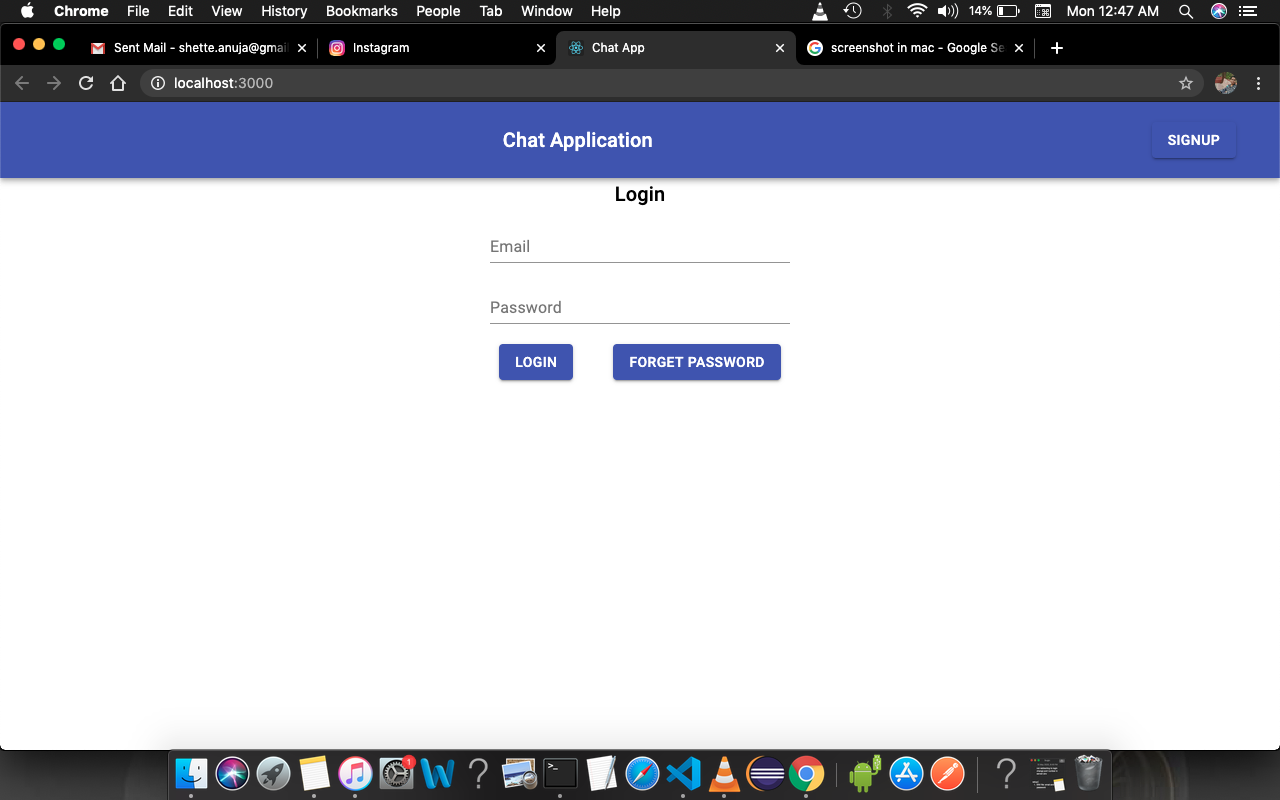 Chrome File Edit View History Bookmarks People Tab Window Help 14% Mon 12:47 AM
Sent Mail - shette.anuja@gmail Instagram Chat App screenshot in mac - Google Se
localhost:3000
Chat Application SIGNUP
Login
Email
Password
LOGIN FORGET PASSWORD
1